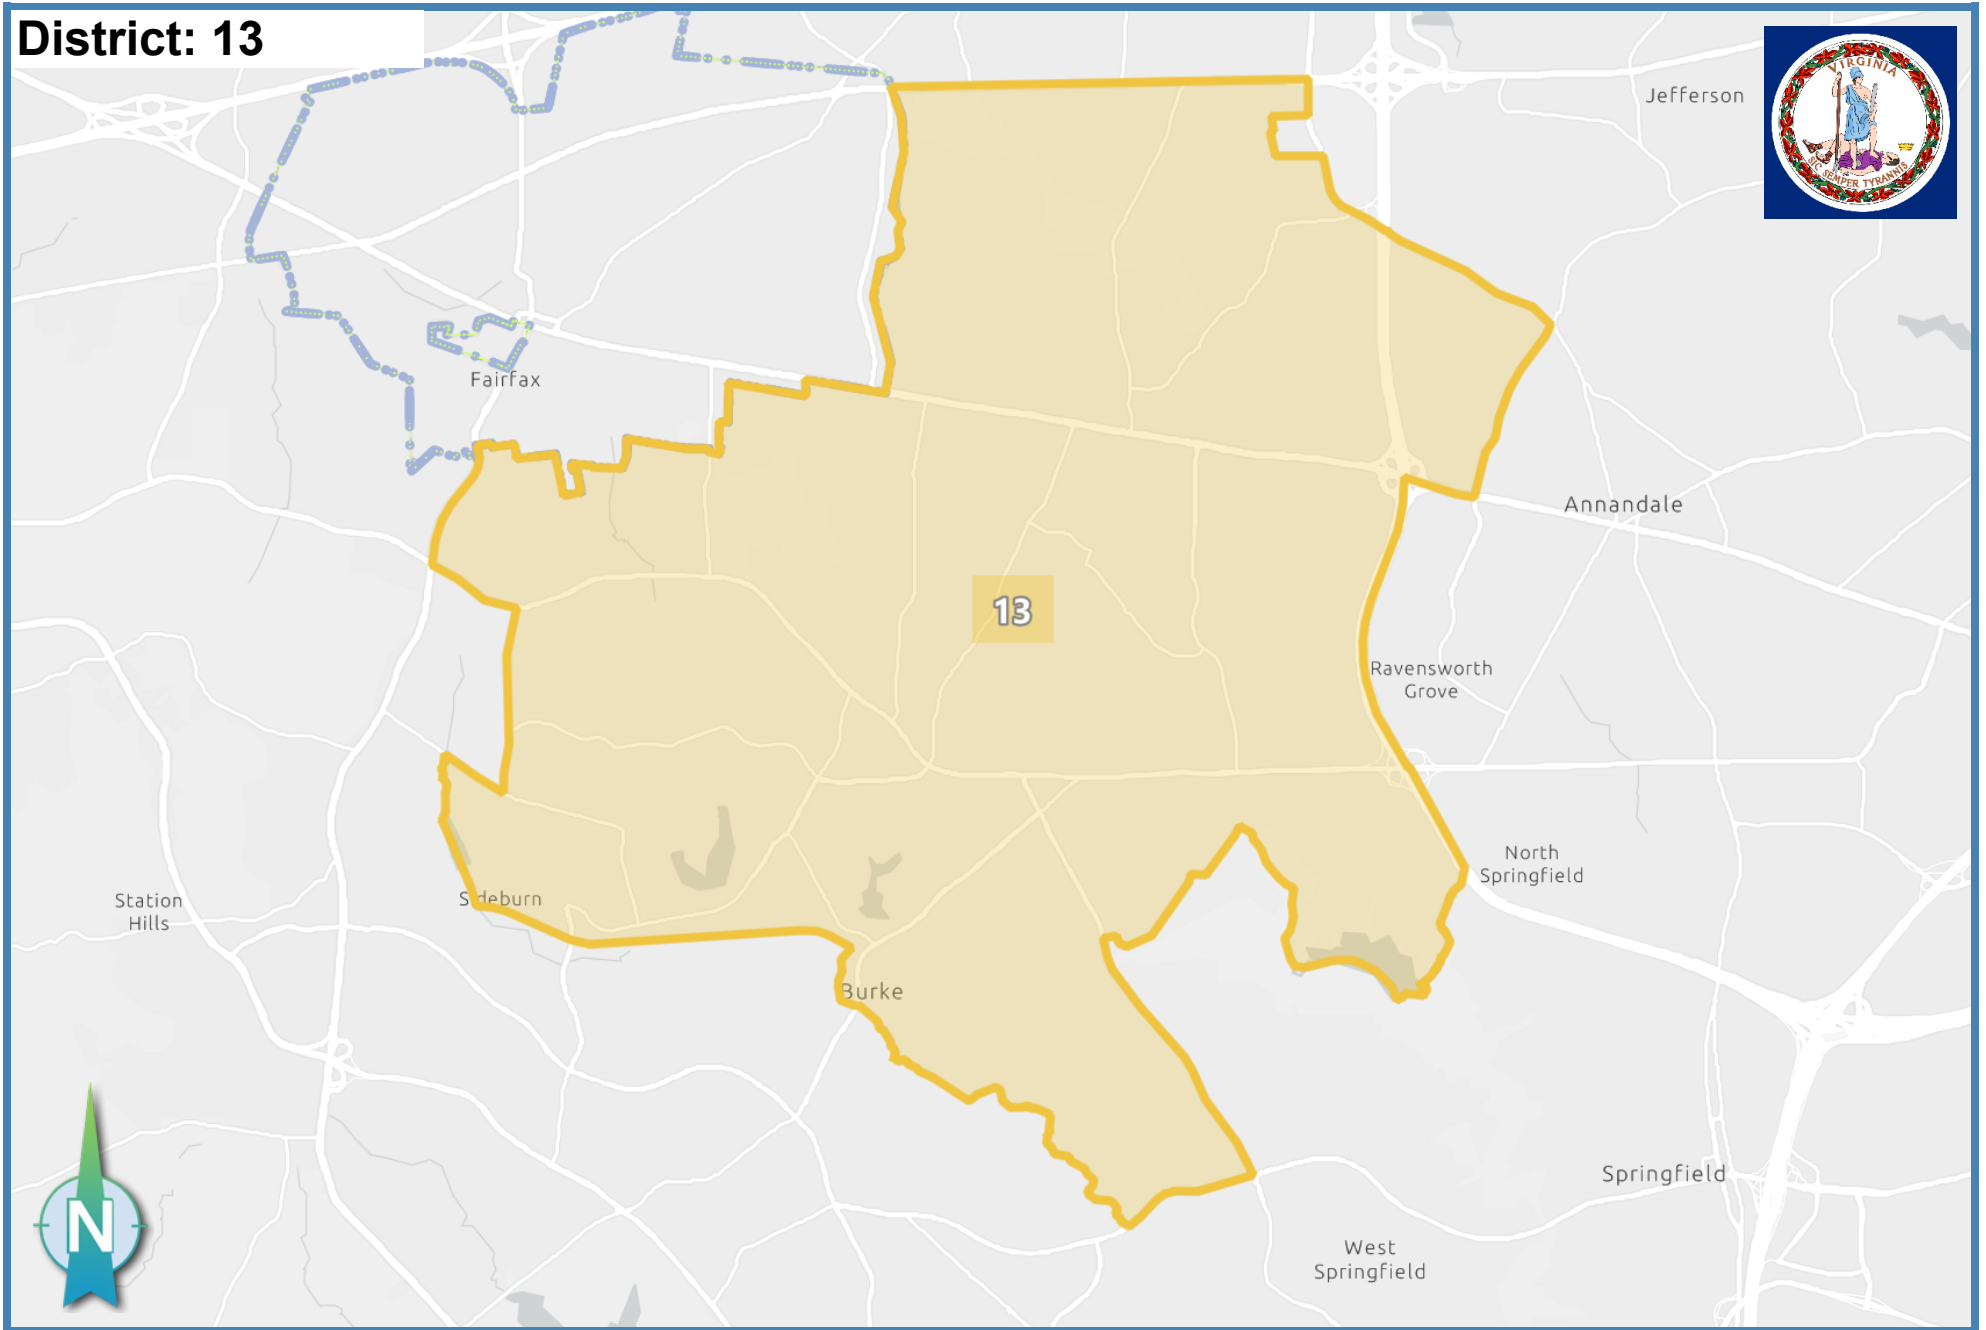 District: 13
VIRGINIA
SIC SEMPER TYRANNIS
Jefferson
Fairfax
Annandale
13
Ravensworth
Grove
North
Springfield
Station
Hills
Sideburn
Burke
Springfield
West
Springfield
N